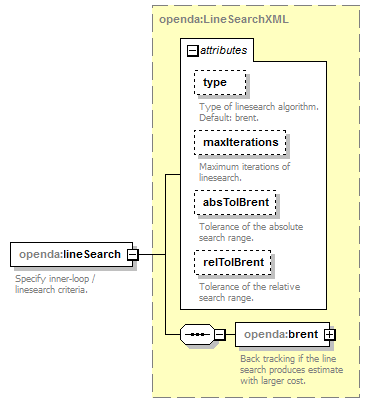 openda:LineSearchXML
attributes
type
Type of linesearch algorithm.
Default: brent.
maxIterations
Maximum iterations of
linesearch.
absTolBrent
Tolerance of the absolute
search range.
relTolBrent
Tolerance of the relative
search range.
openda:lineSearch
Specify inner-loop /
linesearch criteria.
openda:brent
Back tracking if the line
search produces estimate
with larger cost.